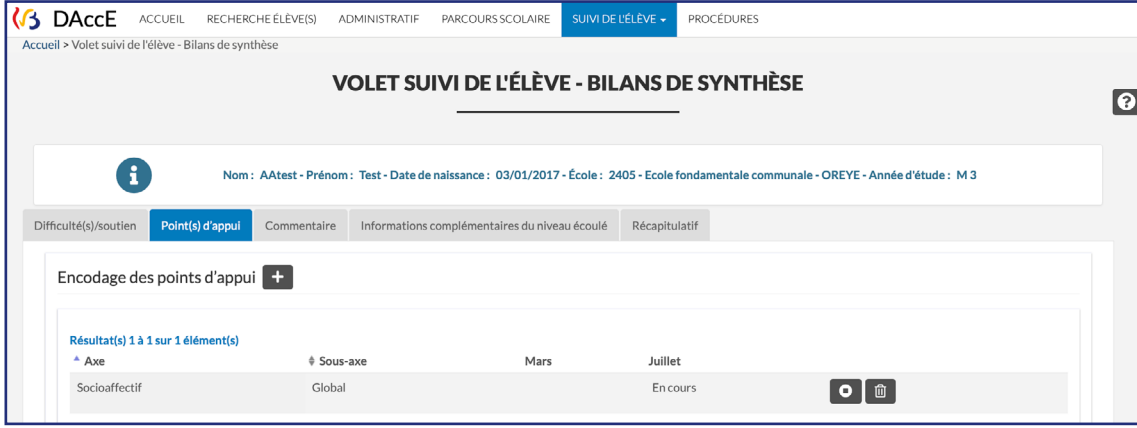 DAccE ACCUEIL RECHERCHE ÉLÈVE(S) ADMINISTRATIF PARCOURS SCOLAIRE SUIVI DE L'ÉLÈVE PROCÉDURES
Accueil > Volet suivi de l'élève - Bilans de synthèse
VOLET SUIVI DE L'ÉLÈVE - BILANS DE SYNTHÈSE
Nom : AAtest - Prénom : Test - Date de naissance : 03/01/2017 - École : 2405 - Ecole fondamentale communale - OREYE - Année d'étude : M 3
Difficulté(s)/soutien Point(s) d'appui Commentaire Informations complémentaires du niveau écoulé Récapitulatif
Encodage des points d'appui +
Résultat(s) 1 à 1 sur 1 élément(s)
Axe Sous-axe Mars Juillet
Socioaffectif Global En cours